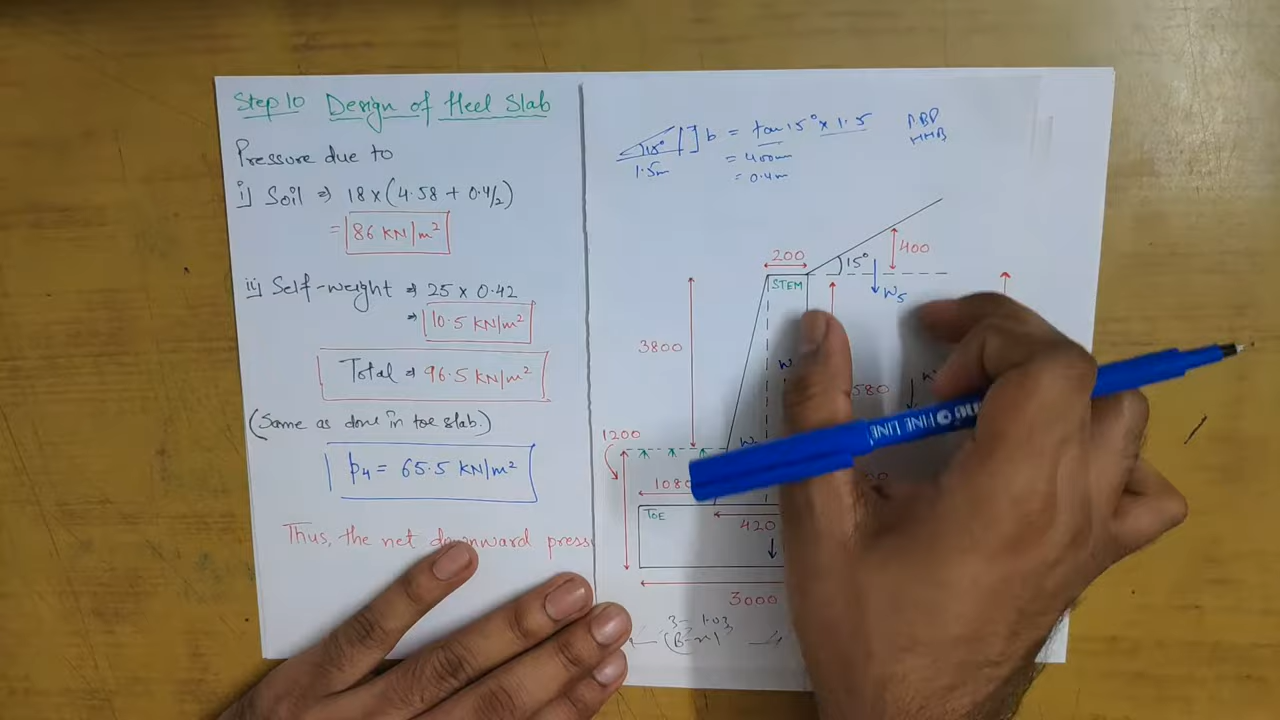 Step 10 Design of Heel Slab
Pressure due to
i] Soil ⇒ 18 x (4.58 + 0.4/2)
= 86 KN/m²
ii] Self-weight ⇒ 25 x 0.42
⇒ 10.5 KN/m²
Total ⇒ 96.5 KN/m²
(Same as done in toe slab.)
p4 = 65.5 KN/m²
Thus, the net downward press
15°
1.5m
b = tan 15° x 1.5
= 400mm
= 0.4m
200
15°
400
STEM
W5
3800
580
1200
1080
TOE
420
3000
3 - 1.03
(B-x)
FINE LINE